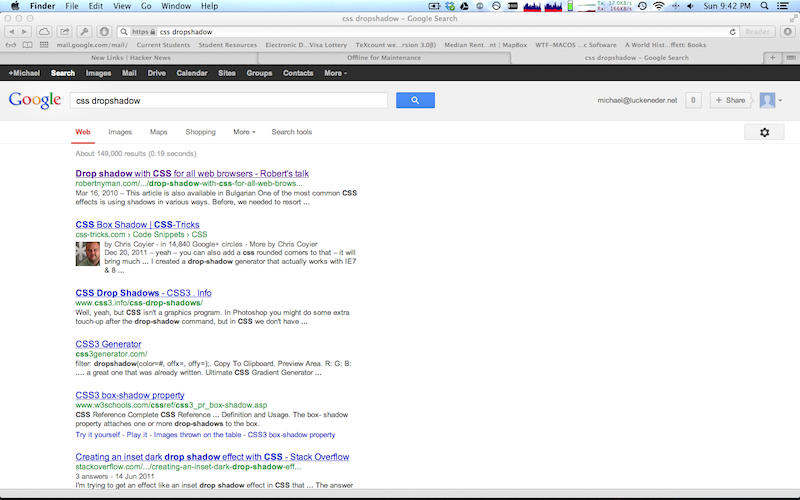 Finder File Edit View Go Window Help
Tx: 17.0KB/s
Rx: 166KB/s
Sun 9:42 PM
css dropshadow – Google Search
https css dropshadow
Reader
mail.google.com/mail/ Current Students Student Resources Electronic D...Visa Lottery TeXcount we...rsion 3.0β) Median Rent...nt | MapBox WTF-MACOS ...c Software A World Hist...ffett: Books
New Links | Hacker News Offline for Maintenance css dropshadow – Google Search
+Michael Search Images Mail Drive Calendar Sites Groups Contacts More
Google css dropshadow michael@luckeneder.net 0 + Share
Web Images Maps Shopping More Search tools
About 149,000 results (0.19 seconds)
Drop shadow with CSS for all web browsers - Robert's talk
robertnyman.com/.../drop-shadow-with-css-for-all-web-brows...
Mar 16, 2010 – This article is also available in Bulgarian One of the most common CSS
effects is using shadows in various ways. Before, we needed to resort ...
CSS Box Shadow | CSS-Tricks
css-tricks.com › Code Snippets › CSS
by Chris Coyier - in 14,840 Google+ circles - More by Chris Coyier
Dec 20, 2011 – yeah – you can also add a css rounded corners to that – it will
bring much ... I created a drop-shadow generator that actually works with IE7
& 8 ...
CSS Drop Shadows - CSS3 . Info
www.css3.info/css-drop-shadows/
Well, yeah, but CSS isn't a graphics program. In Photoshop you might do some extra
touch-up after the drop-shadow command, but in CSS we don't have ...
CSS3 Generator
css3generator.com/
filter: dropshadow(color=#, offx=, offy=);. Copy To Clipboard. Preview Area. R: G: B:
.... a great one that was already written. Ultimate CSS Gradient Generator ...
CSS3 box-shadow property
www.w3schools.com/cssref/css3_pr_box-shadow.asp
CSS Reference Complete CSS Reference ... Definition and Usage. The box- shadow
property attaches one or more drop-shadows to the box.
Try it yourself - Play it - Images thrown on the table - CSS3 box-shadow property
Creating an inset dark drop shadow effect with CSS - Stack Overflow
stackoverflow.com/.../creating-an-inset-dark-drop-shadow-eff...
3 answers - 14 Jun 2011
I'm trying to get an effect like an inset drop shadow effect in CSS that ... The answer